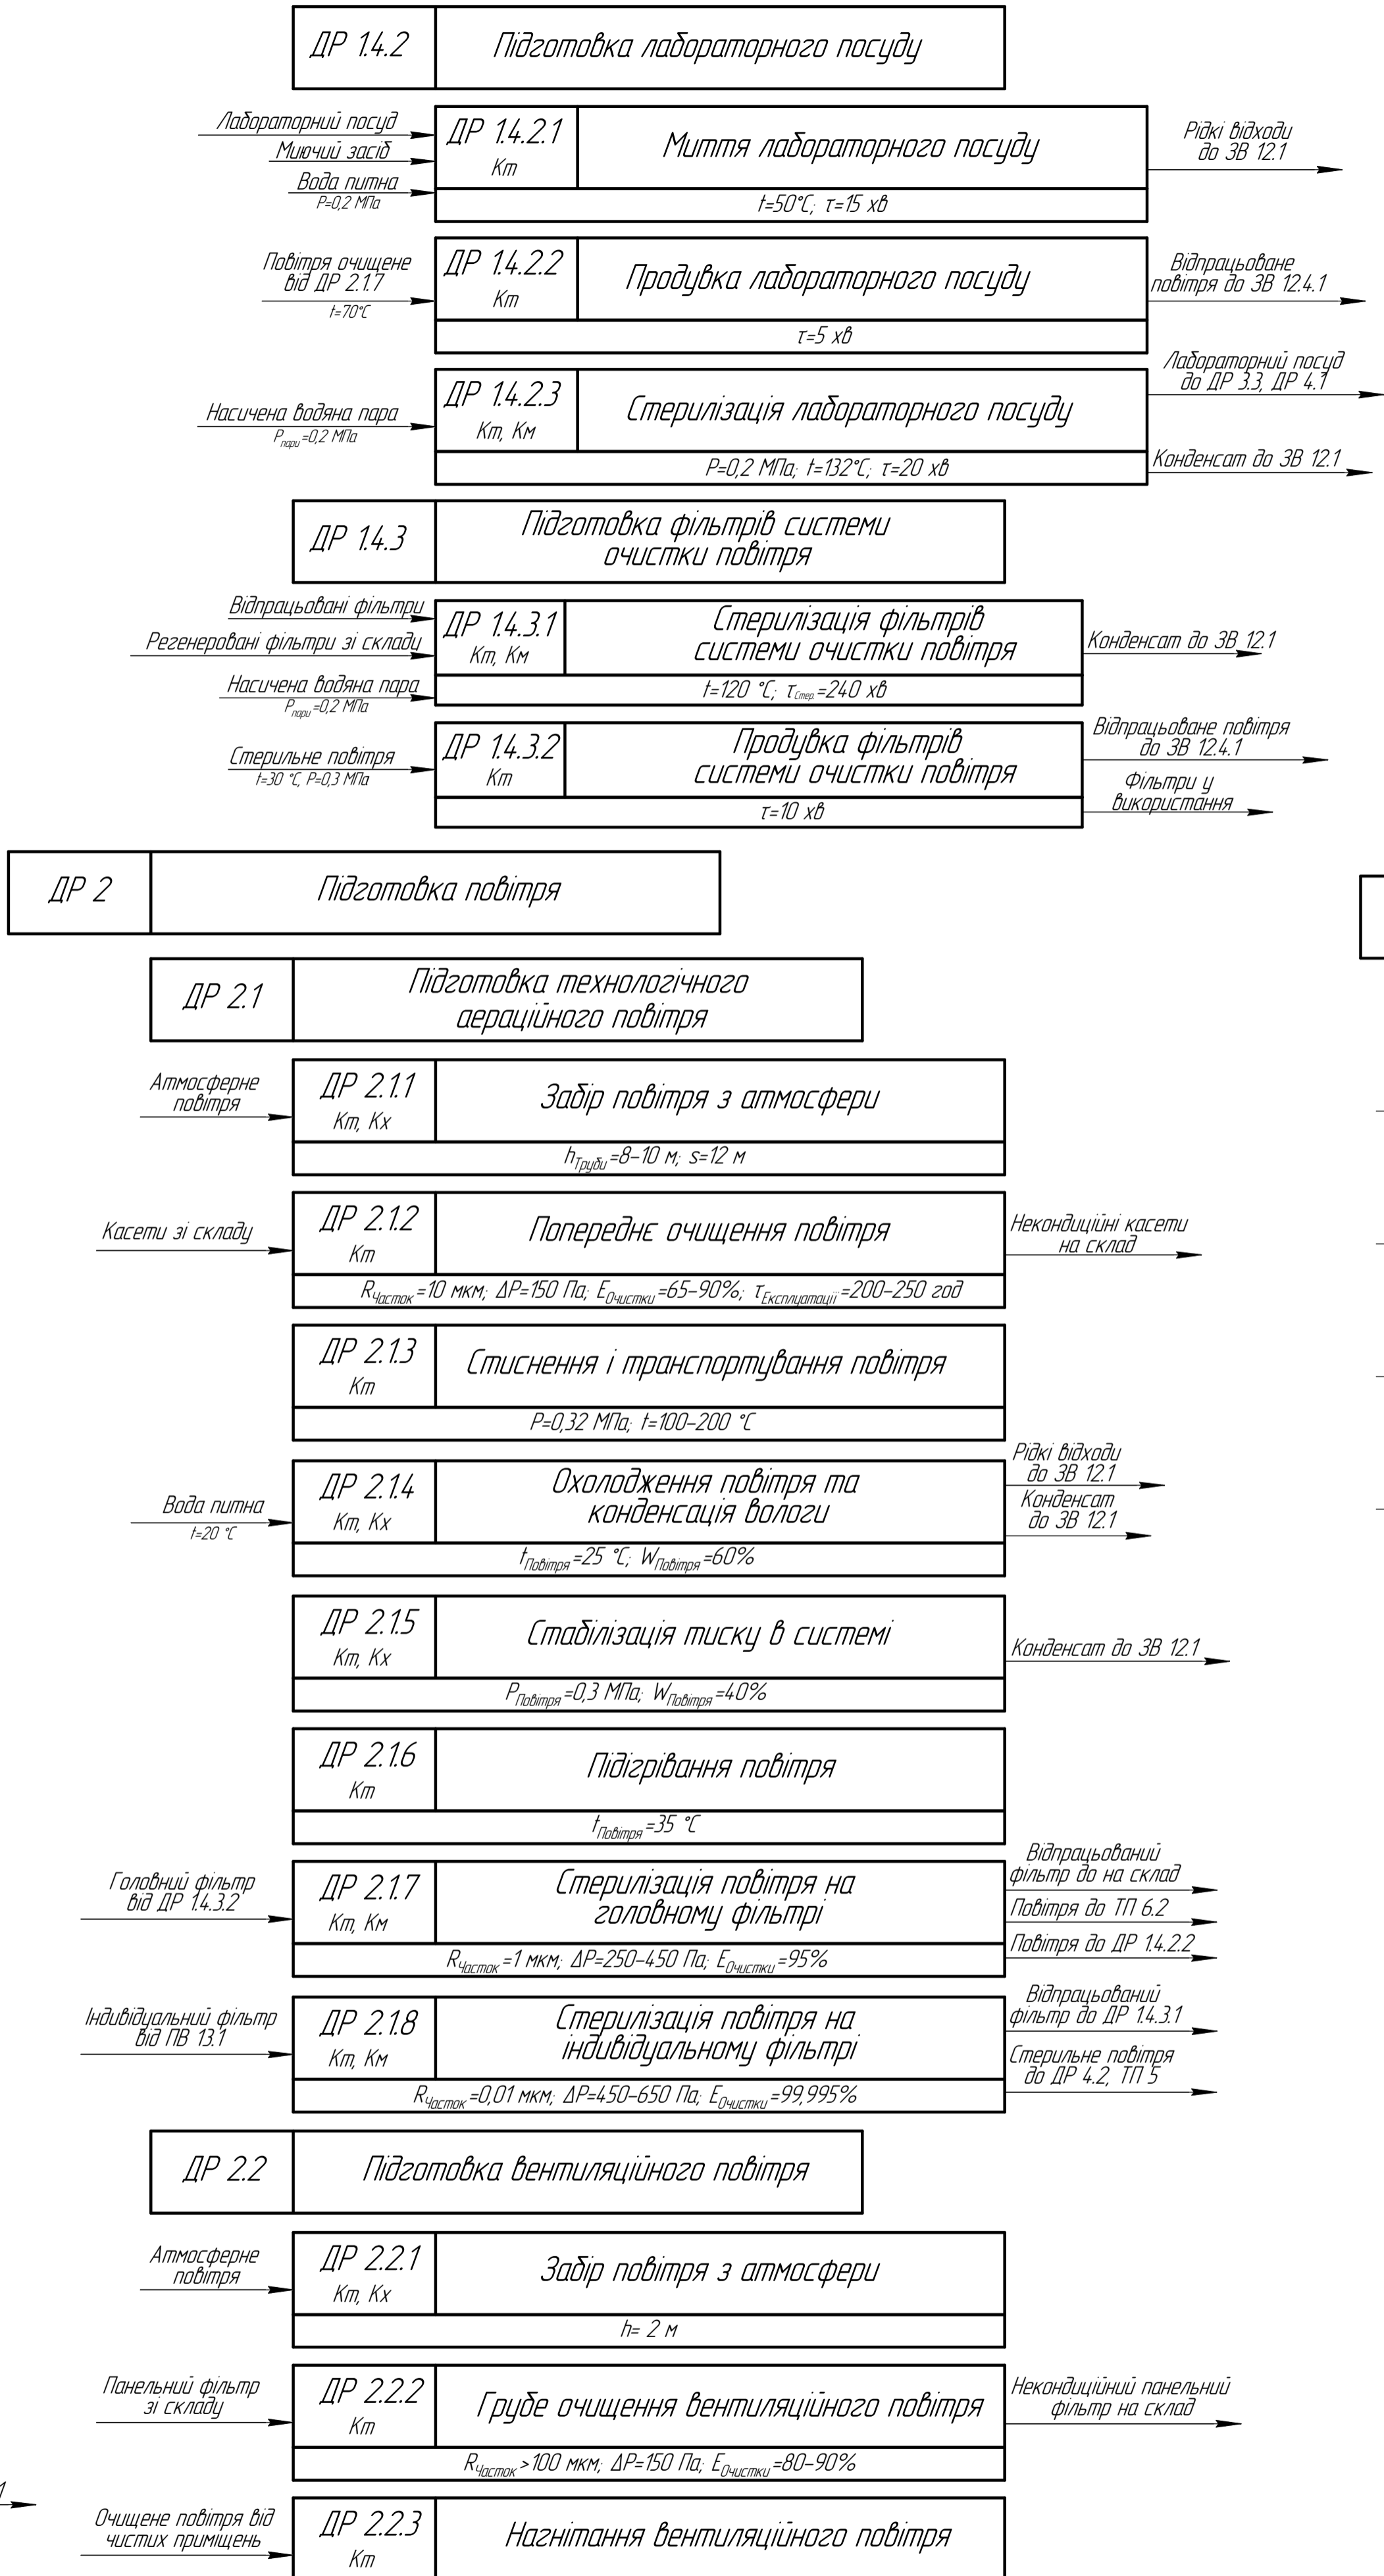 ДР 1.4.2
Підготовка лабораторного посуду
Лабораторний посуд
Миючий засіб
Вода питна
P=0,2 МПа
ДР 1.4.2.1
Кт
Миття лабораторного посуду
t=50°C; τ=15 хв
Рідкі відходи
до ЗВ 12.1
Повітря очищене
від ДР 2.1.7
t=70°C
ДР 1.4.2.2
Кт
Продувка лабораторного посуду
τ=5 хв
Відпрацьоване
повітря до ЗВ 12.4.1
Насичена водяна пара
Pпари=0,2 МПа
ДР 1.4.2.3
Кт, Км
Стерилізація лабораторного посуду
P=0,2 МПа; t=132°C; τ=20 хв
Лабораторний посуд
до ДР 3.3, ДР 4.1
Конденсат до ЗВ 12.1
ДР 1.4.3
Підготовка фільтрів системи
очистки повітря
Відпрацьовані фільтри
Регенеровані фільтри зі складу
Насичена водяна пара
Pпари=0,2 МПа
ДР 1.4.3.1
Кт, Км
Стерилізація фільтрів
системи очистки повітря
t=120 °C; τСтер.=240 хв
Конденсат до ЗВ 12.1
Стерильне повітря
t=30 °C, P=0,3 МПа
ДР 1.4.3.2
Кт
Продувка фільтрів
системи очистки повітря
τ=10 хв
Відпрацьоване повітря
до ЗВ 12.4.1
Фільтри у
використання
ДР 2
Підготовка повітря
ДР 2.1
Підготовка технологічного
аераційного повітря
Атмосферне
повітря
ДР 2.1.1
Кт, Кх
Забір повітря з атмосфери
hТруби=8-10 м; s=12 м
Касети зі складу
ДР 2.1.2
Кт
Попереднє очищення повітря
RЧасток=10 мкм; ΔP=150 Па; EОчистки=65-90%; τЕксплуатації=200-250 год
Некондиційні касети
на склад
ДР 2.1.3
Кт
Стиснення і транспортування повітря
P=0,32 МПа; t=100-200 °C
Вода питна
t=20 °C
ДР 2.1.4
Кт, Кх
Охолодження повітря та
конденсація вологи
tПовітря=25 °C; WПовітря=60%
Рідкі відходи
до ЗВ 12.1
Конденсат
до ЗВ 12.1
ДР 2.1.5
Кт, Кх
Стабілізація тиску в системі
PПовітря=0,3 МПа; WПовітря=40%
Конденсат до ЗВ 12.1
ДР 2.1.6
Кт
Підігрівання повітря
tПовітря=35 °C
Головний фільтр
від ДР 1.4.3.2
ДР 2.1.7
Кт, Км
Стерилізація повітря на
головному фільтрі
RЧасток=1 мкм; ΔP=250-450 Па; EОчистки=95%
Відпрацьований
фільтр до на склад
Повітря до ТП 6.2
Повітря до ДР 1.4.2.2
Індивідуальний фільтр
від ПВ 13.1
ДР 2.1.8
Кт, Км
Стерилізація повітря на
індивідуальному фільтрі
RЧасток=0,01 мкм; ΔP=450-650 Па; EОчистки=99,995%
Відпрацьований
фільтр до ДР 1.4.3.1
Стерильне повітря
до ДР 4.2, ТП 5
ДР 2.2
Підготовка вентиляційного повітря
Атмосферне
повітря
ДР 2.2.1
Кт, Кх
Забір повітря з атмосфери
h= 2 м
Панельний фільтр
зі складу
ДР 2.2.2
Кт
Грубе очищення вентиляційного повітря
RЧасток>100 мкм; ΔP=150 Па; EОчистки=80-90%
Некондиційний панельний
фільтр на склад
Очищене повітря від
чистих приміщень
ДР 2.2.3
Кт
Нагнітання вентиляційного повітря